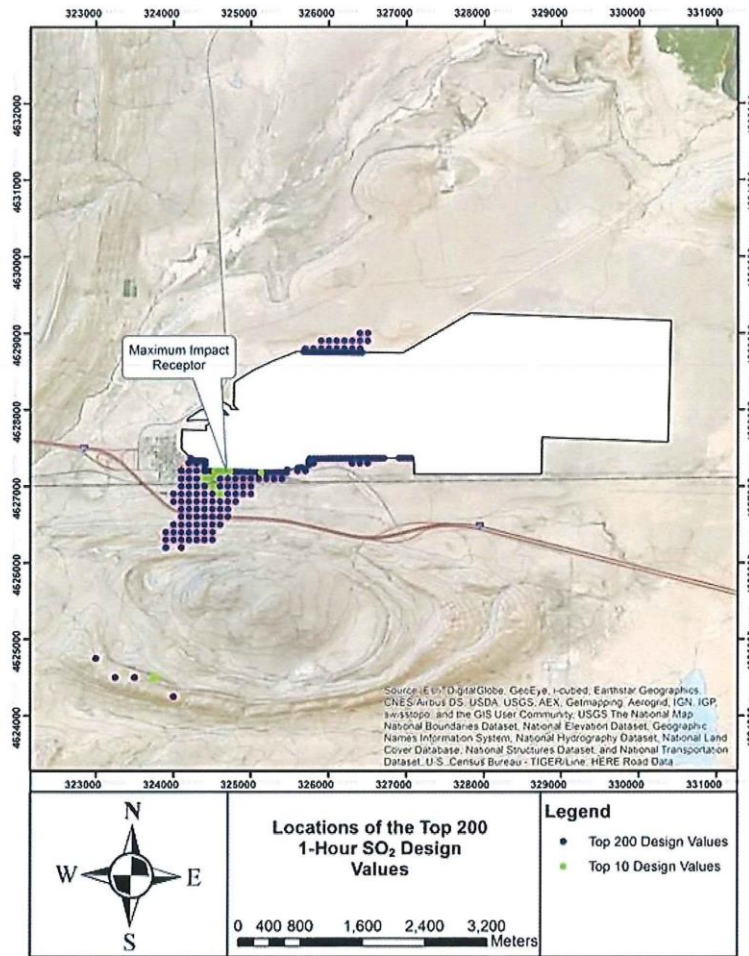 323000 324000 325000 326000 327000 328000 329000 330000 331000
4632000
4631000
4630000
4629000
4628000
4627000
4626000
4625000
4624000
Maximum Impact
Receptor
Source: Esri, DigitalGlobe, GeoEye, i-cubed, Earthstar Geographics,
CNES/Airbus DS, USDA, USGS, AEX, Getmapping, Aerogrid, IGN, IGP,
swisstopo, and the GIS User Community, USGS The National Map
National Boundaries Dataset, National Elevation Dataset, Geographic
Names Information System, National Hydrography Dataset, National Land
Cover Database, National Structures Dataset, and National Transportation
Dataset, U.S. Census Bureau - TIGER/Line, HERE Road Data
323000 324000 325000 326000 327000 328000 329000 330000 331000
N
W E
S
Locations of the Top 200
1-Hour SO₂ Design
Values
0 400 800 1,600 2,400 3,200
Meters
Legend
Top 200 Design Values
Top 10 Design Values